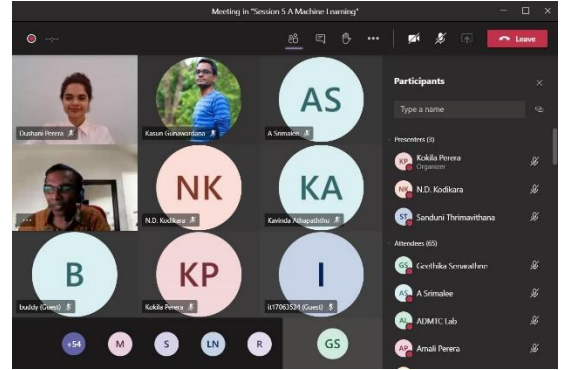 Meeting in "Session 5 A Machine Learning"
Leave
Dushani Perera
Kasun Gunawardana
AS
A Srimalee
NK
N.D. Kodikara
KA
Kavinda Athapaththu
B
buddy (Guest)
KP
Kokila Perera
I
it17063524 (Guest)
+54
M
S
LN
R
GS
Participants
Type a name
Presenters (3)
KP
Kokila Perera
Organizer
NK
N.D. Kodikara
ST
Sanduni Thrimavithana
Attendees (65)
GS
Geethika Senarathne
AS
A Srimalee
AL
ADMTC Lab
AP
Amali Perera